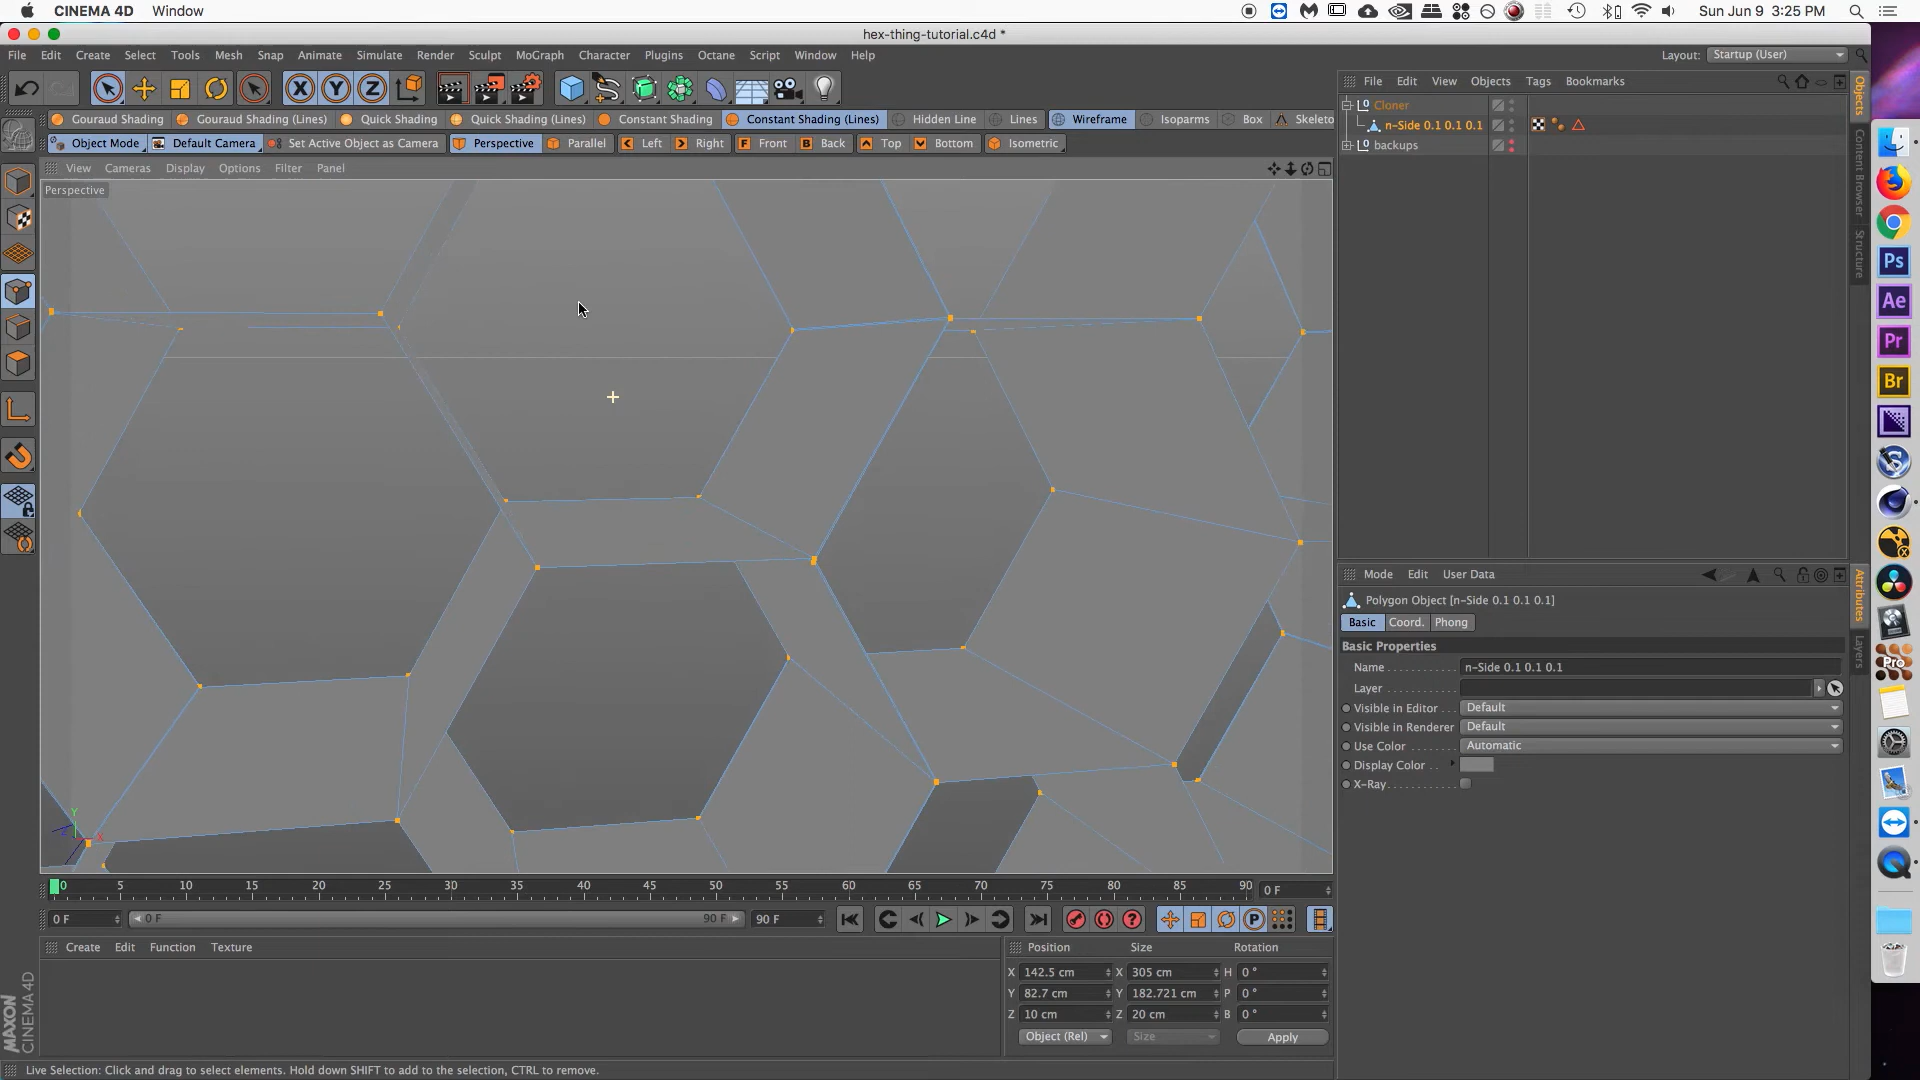 CINEMA 4D Window Sun Jun 9 3:25 PM
hex-thing-tutorial.c4d *
File Edit Create Select Tools Mesh Snap Animate Simulate Render Sculpt MoGraph Character Plugins Octane Script Window Help Layout: Startup (User)
X Y Z
File Edit View Objects Tags Bookmarks
Gouraud Shading Gouraud Shading (Lines) Quick Shading Quick Shading (Lines) Constant Shading Constant Shading (Lines) Hidden Line Lines Wireframe Isoparms Box Skeleto
Object Mode Default Camera Set Active Object as Camera Perspective Parallel Left Right F Front B Back Top Bottom Isometric
View Cameras Display Options Filter Panel
Perspective
Cloner
n-Side 0.1 0.1 0.1
backups
Objects
Content Browser
Structure
Mode Edit User Data
Polygon Object [n-Side 0.1 0.1 0.1]
Basic Coord. Phong
Basic Properties
Name n-Side 0.1 0.1 0.1
Layer
Visible in Editor Default
Visible in Renderer Default
Use Color Automatic
Display Color
X-Ray
Attributes
Layers
Ps
Ae
Pr
Br
Pro
Y
X
Z
0 5 10 15 20 25 30 35 40 45 50 55 60 65 70 75 80 85 90 0 F
0 F 0 F 90 F 90 F
Create Edit Function Texture
Position Size Rotation
X 142.5 cm X 305 cm H 0 °
Y 82.7 cm Y 182.721 cm P 0 °
Z 10 cm Z 20 cm B 0 °
Object (Rel) Size Apply
MAXON
CINEMA 4D
Live Selection: Click and drag to select elements. Hold down SHIFT to add to the selection, CTRL to remove.